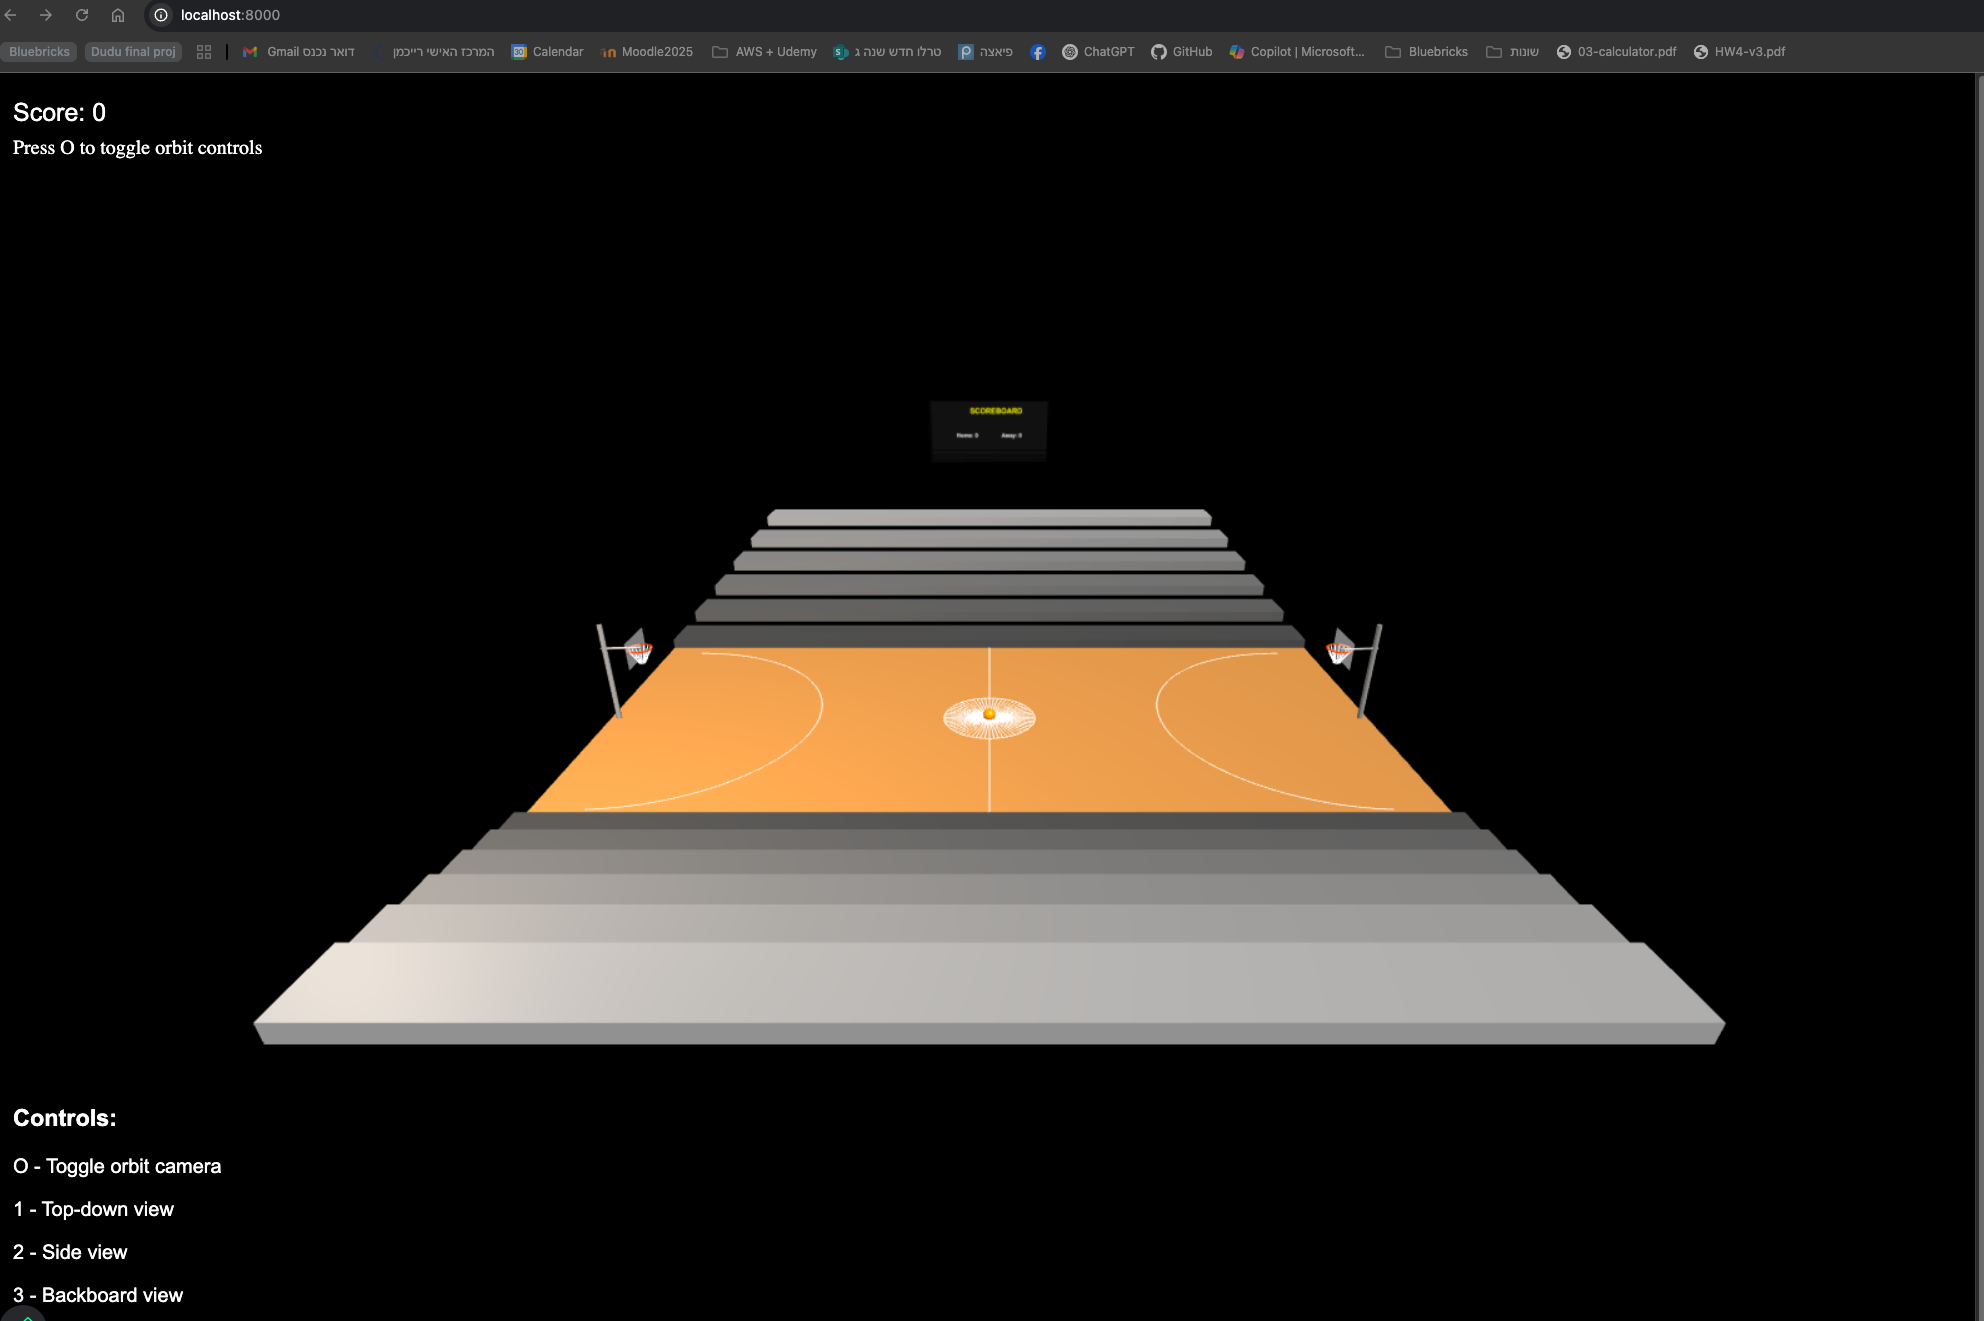 localhost:8000
Bluebricks Dudu final proj Gmail דואר נכנס המרכז האישי רייכמן Calendar Moodle2025 AWS + Udemy טרלו חדש שנה ג פיאצה ChatGPT GitHub Copilot | Microsoft... Bluebricks שונות 03-calculator.pdf HW4-v3.pdf
Score: 0
Press O to toggle orbit controls
SCOREBOARD
Home: 0 Away: 0
Controls:
O - Toggle orbit camera
1 - Top-down view
2 - Side view
3 - Backboard view